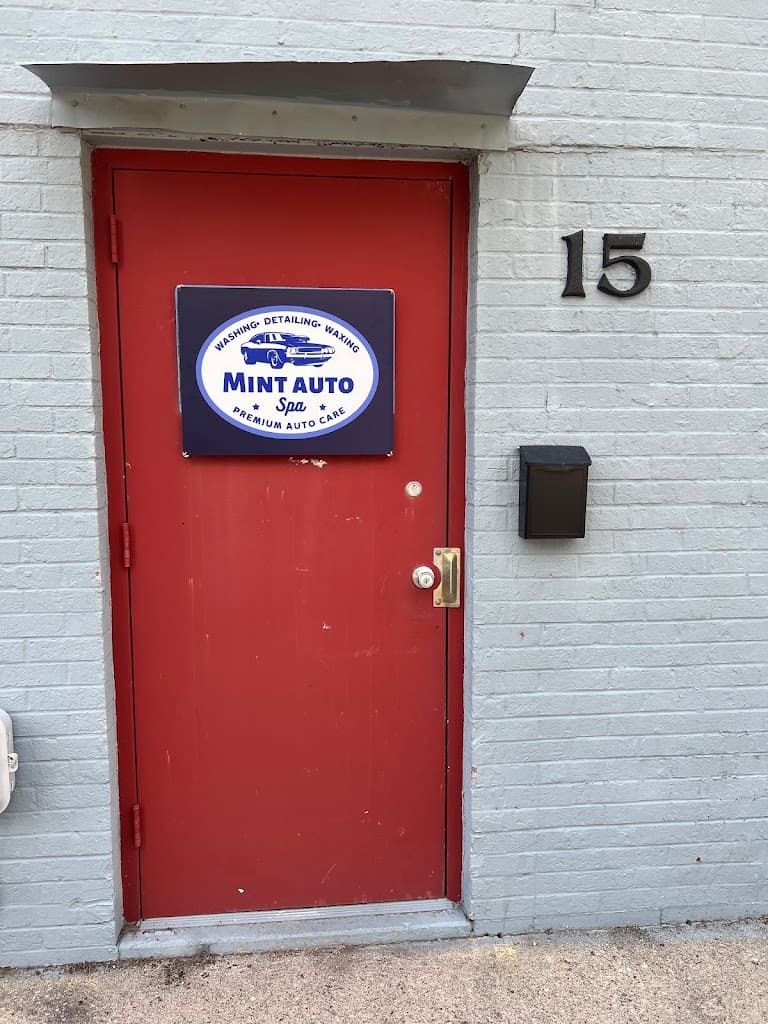 15
WASHING• DETAILING• WAXING
MINT AUTO
Spa
PREMIUM AUTO CARE